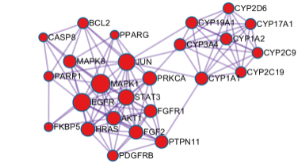 CYP2D6
BCL2
CYP19A1
CYP17A1
PPARG
CASP8
CYP1A2
CYP3A4
CYP2C9
MAPK8
JUN
CYP2C19
PARP1
PRKCA
CYP1A1
MAPK1
STAT3
EGFR
FGFR1
AKT1
FKBP5
HRAS
FGF2
PTPN11
PDGFRB